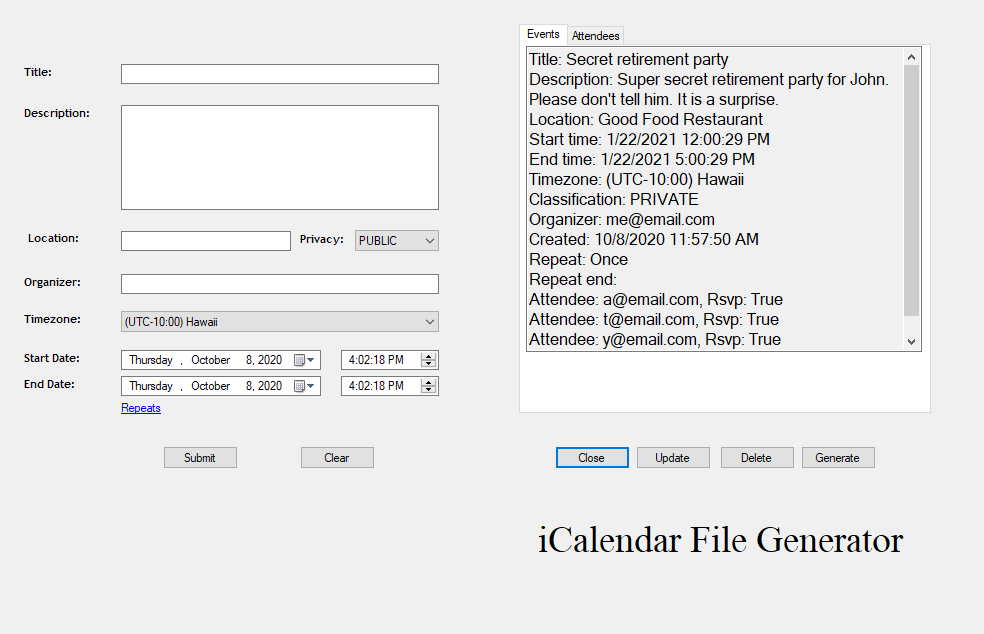 Title:
Description:
Location:
Privacy: PUBLIC
Organizer:
Timezone: (UTC-10:00) Hawaii
Start Date: Thursday , October 8, 2020 4:02:18 PM
End Date: Thursday , October 8, 2020 4:02:18 PM
Repeats
Submit Clear
Events Attendees
Title: Secret retirement party
Description: Super secret retirement party for John.
Please don't tell him. It is a surprise.
Location: Good Food Restaurant
Start time: 1/22/2021 12:00:29 PM
End time: 1/22/2021 5:00:29 PM
Timezone: (UTC-10:00) Hawaii
Classification: PRIVATE
Organizer: me@email.com
Created: 10/8/2020 11:57:50 AM
Repeat: Once
Repeat end:
Attendee: a@email.com, Rsvp: True
Attendee: t@email.com, Rsvp: True
Attendee: y@email.com, Rsvp: True
Close Update Delete Generate
iCalendar File Generator